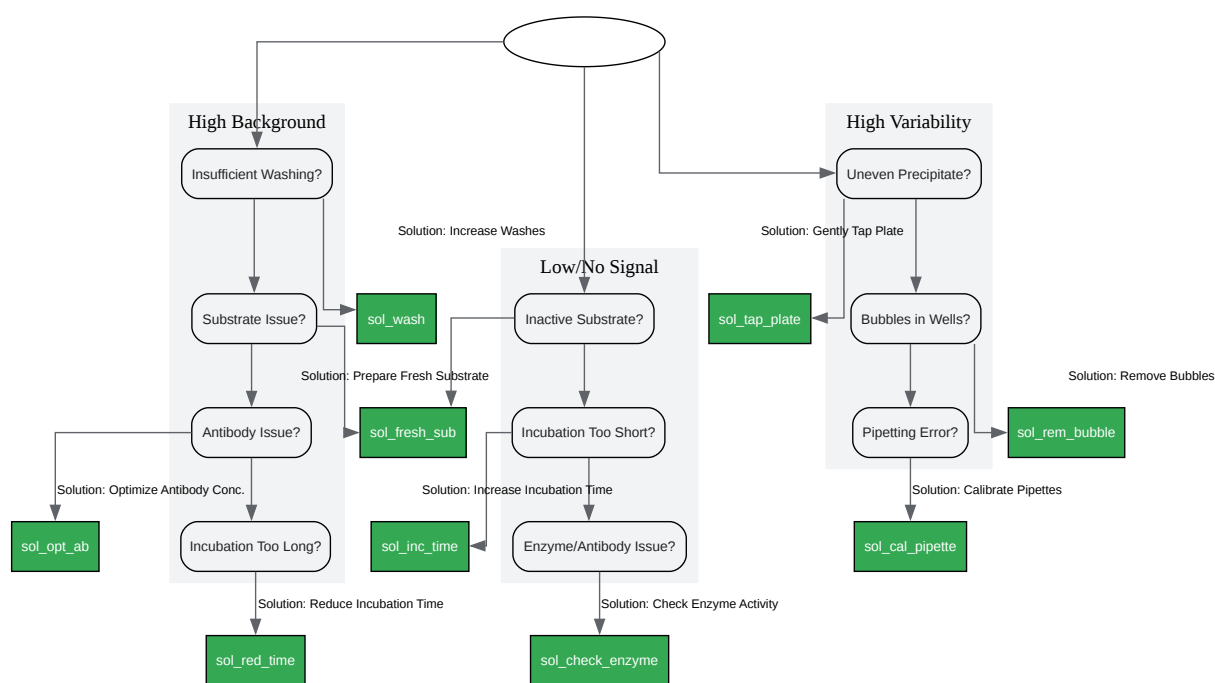 High Background
High Variability
Insufficient Washing?
Uneven Precipitate?
Solution: Increase Washes
Solution: Gently Tap Plate
Low/No Signal
Substrate Issue?
sol_wash
Inactive Substrate?
sol_tap_plate
Bubbles in Wells?
Solution: Prepare Fresh Substrate
Solution: Remove Bubbles
Antibody Issue?
sol_fresh_sub
Incubation Too Short?
Pipetting Error?
sol_rem_bubble
Solution: Optimize Antibody Conc.
Solution: Increase Incubation Time
Solution: Calibrate Pipettes
sol_opt_ab
Incubation Too Long?
sol_inc_time
Enzyme/Antibody Issue?
sol_cal_pipette
Solution: Reduce Incubation Time
Solution: Check Enzyme Activity
sol_red_time
sol_check_enzyme